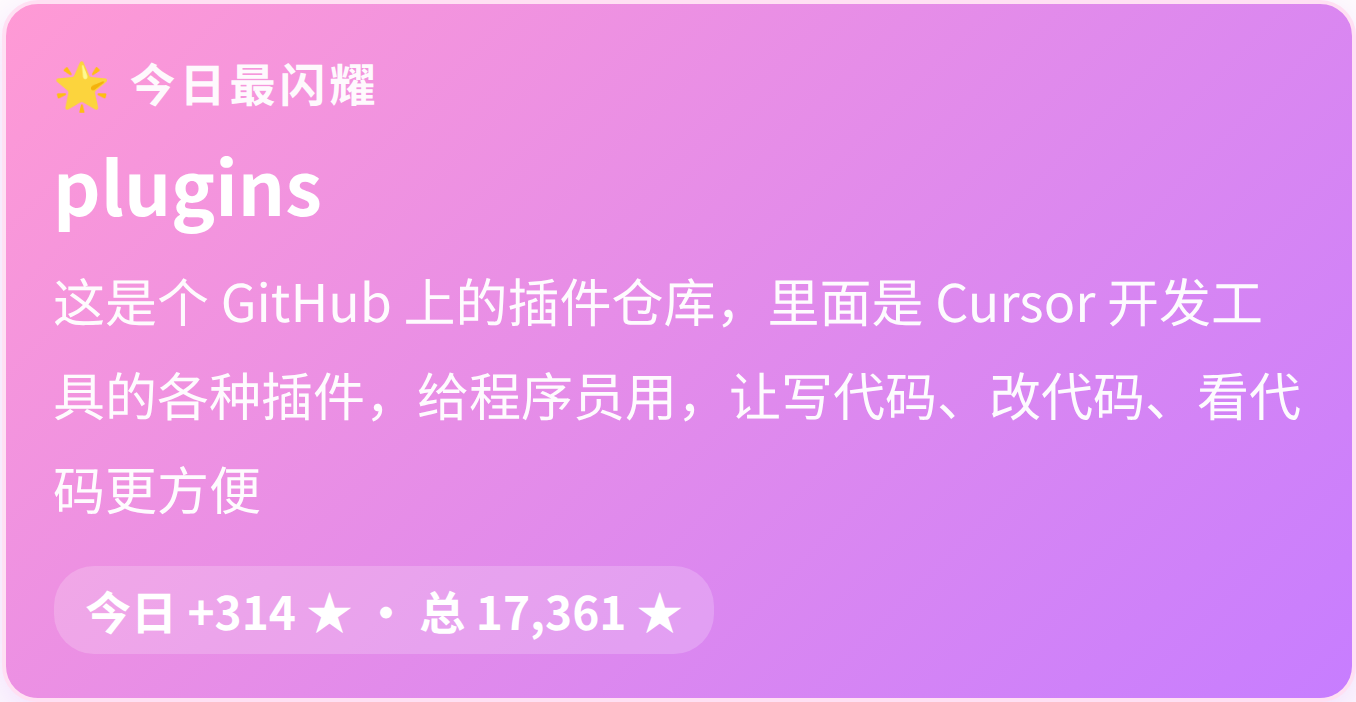 🌟 今日最闪耀
plugins
这是个 GitHub 上的插件仓库，里面是 Cursor 开发工
具的各种插件，给程序员用，让写代码、改代码、看代
码更方便
今日 +314 ★ · 总 17,361 ★